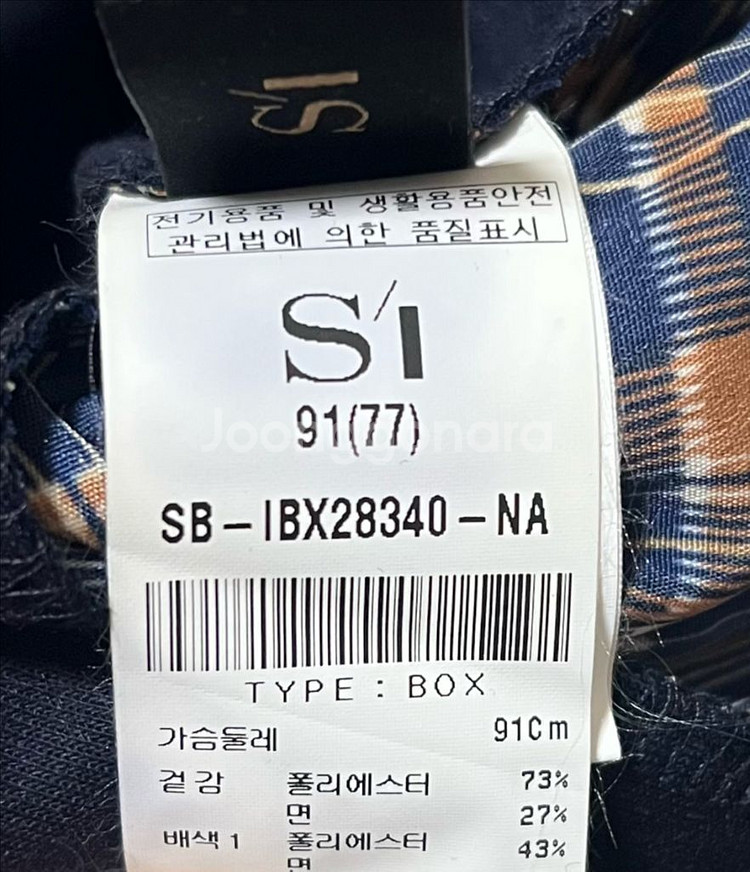 S/I
전기용품 및 생활용품안전
관리법에 의한 품질표시
S/I
91(77)
Joonggonara
SB-IBX28340-NA
TYPE : BOX
가슴둘레 91Cm
겉감 폴리에스터 73%
면 27%
배색1 폴리에스터 43%
면